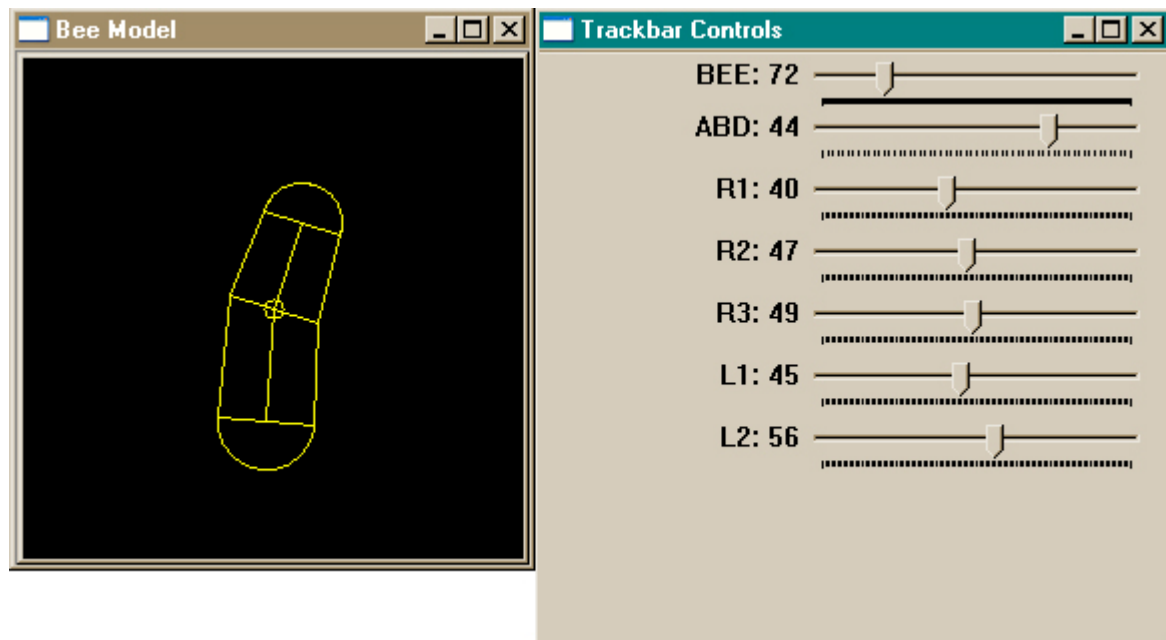 Bee Model
Trackbar Controls
BEE: 72
ABD: 44
R1: 40
R2: 47
R3: 49
L1: 45
L2: 56